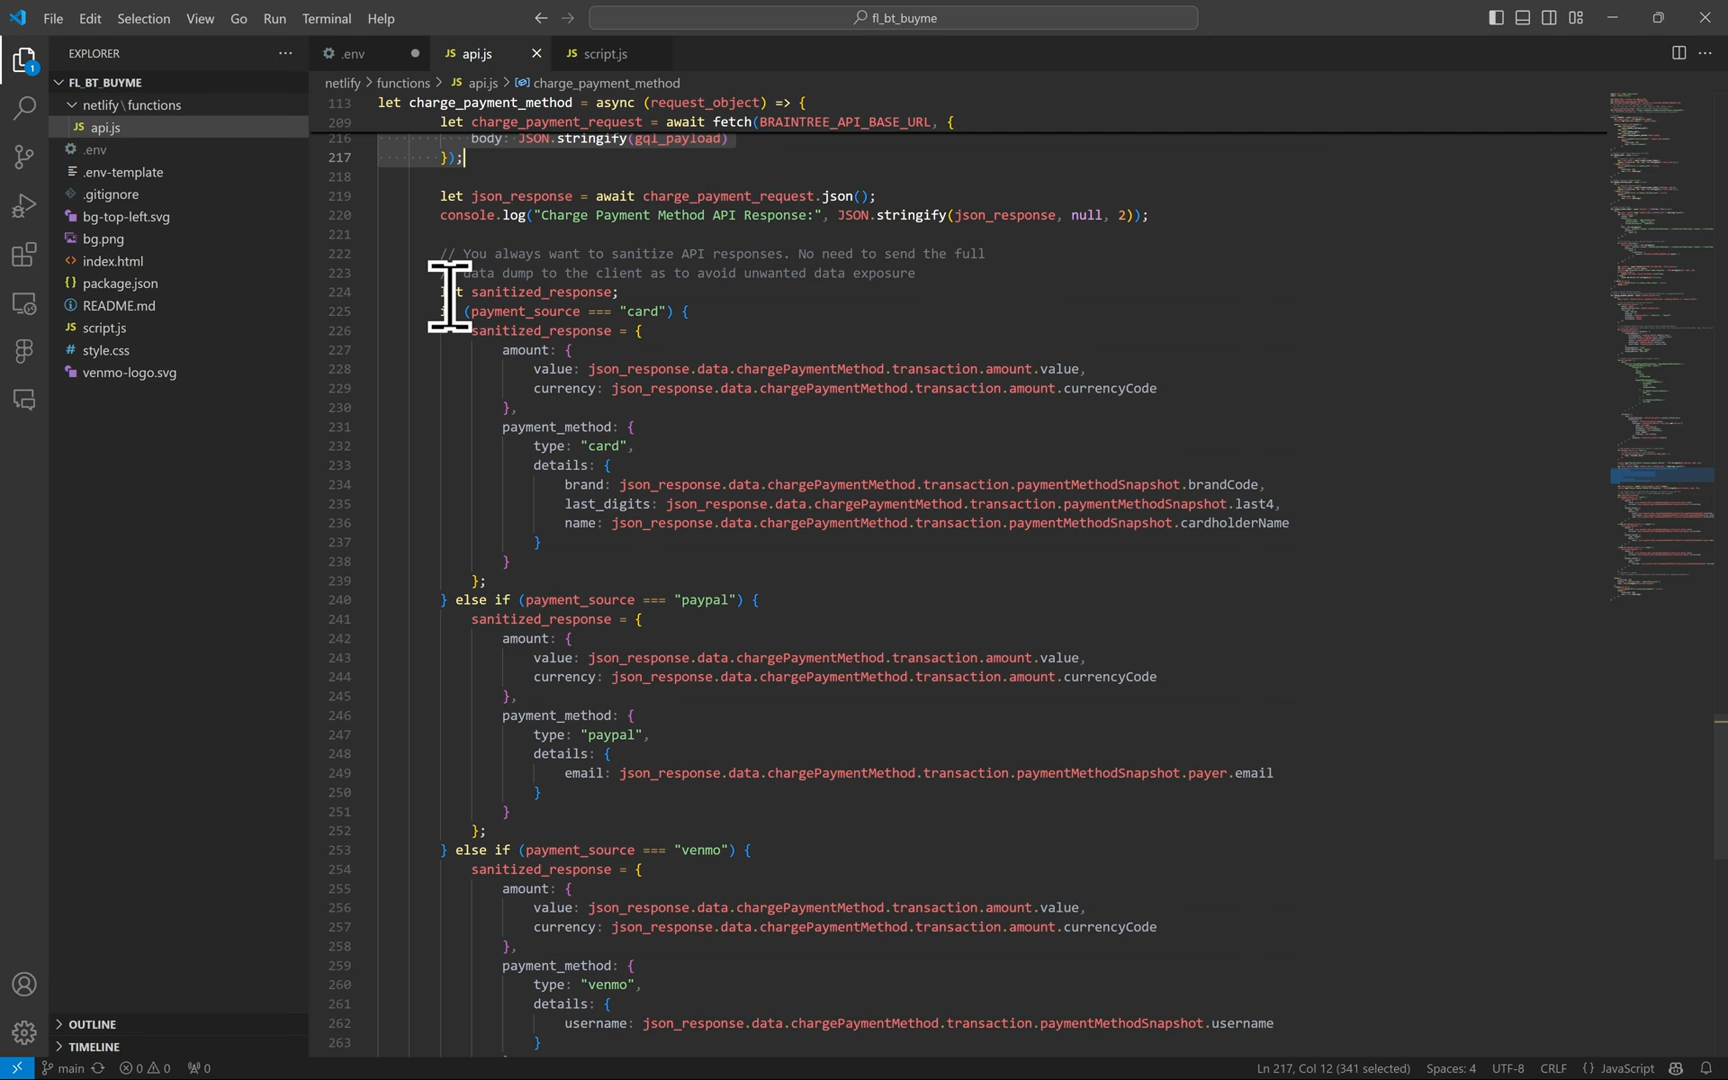 File Edit Selection View Go Run Terminal Help fl_bt_buyme
EXPLORER
FL_BT_BUYME
netlify\functions
JS api.js
.env
.env-template
.gitignore
bg-top-left.svg
bg.png
<> index.html
{} package.json
README.md
JS script.js
# style.css
venmo-logo.svg
OUTLINE
TIMELINE
1
.env
JS api.js
JS script.js
netlify > functions > JS api.js > charge_payment_method
113 let charge_payment_method = async (request_object) => {
209 let charge_payment_request = await fetch(BRAINTREE_API_BASE_URL, {
216 body: JSON.stringify(gql_payload)
217 });
218
219 let json_response = await charge_payment_request.json();
220 console.log("Charge Payment Method API Response:", JSON.stringify(json_response, null, 2));
221
222 // You always want to sanitize API responses. No need to send the full
223 data dump to the client as to avoid unwanted data exposure
224 sanitized_response;
225 (payment_source === "card") {
226 sanitized_response = {
227 amount: {
228 value: json_response.data.chargePaymentMethod.transaction.amount.value,
229 currency: json_response.data.chargePaymentMethod.transaction.amount.currencyCode
230 },
231 payment_method: {
232 type: "card",
233 details: {
234 brand: json_response.data.chargePaymentMethod.transaction.paymentMethodSnapshot.brandCode,
235 last_digits: json_response.data.chargePaymentMethod.transaction.paymentMethodSnapshot.last4,
236 name: json_response.data.chargePaymentMethod.transaction.paymentMethodSnapshot.cardholderName
237 }
238 }
239 };
240 } else if (payment_source === "paypal") {
241 sanitized_response = {
242 amount: {
243 value: json_response.data.chargePaymentMethod.transaction.amount.value,
244 currency: json_response.data.chargePaymentMethod.transaction.amount.currencyCode
245 },
246 payment_method: {
247 type: "paypal",
248 details: {
249 email: json_response.data.chargePaymentMethod.transaction.paymentMethodSnapshot.payer.email
250 }
251 }
252 };
253 } else if (payment_source === "venmo") {
254 sanitized_response = {
255 amount: {
256 value: json_response.data.chargePaymentMethod.transaction.amount.value,
257 currency: json_response.data.chargePaymentMethod.transaction.amount.currencyCode
258 },
259 payment_method: {
260 type: "venmo",
261 details: {
262 username: json_response.data.chargePaymentMethod.transaction.paymentMethodSnapshot.username
263 }
main 0 0 0 Ln 217, Col 12 (341 selected) Spaces: 4 UTF-8 CRLF {} JavaScript